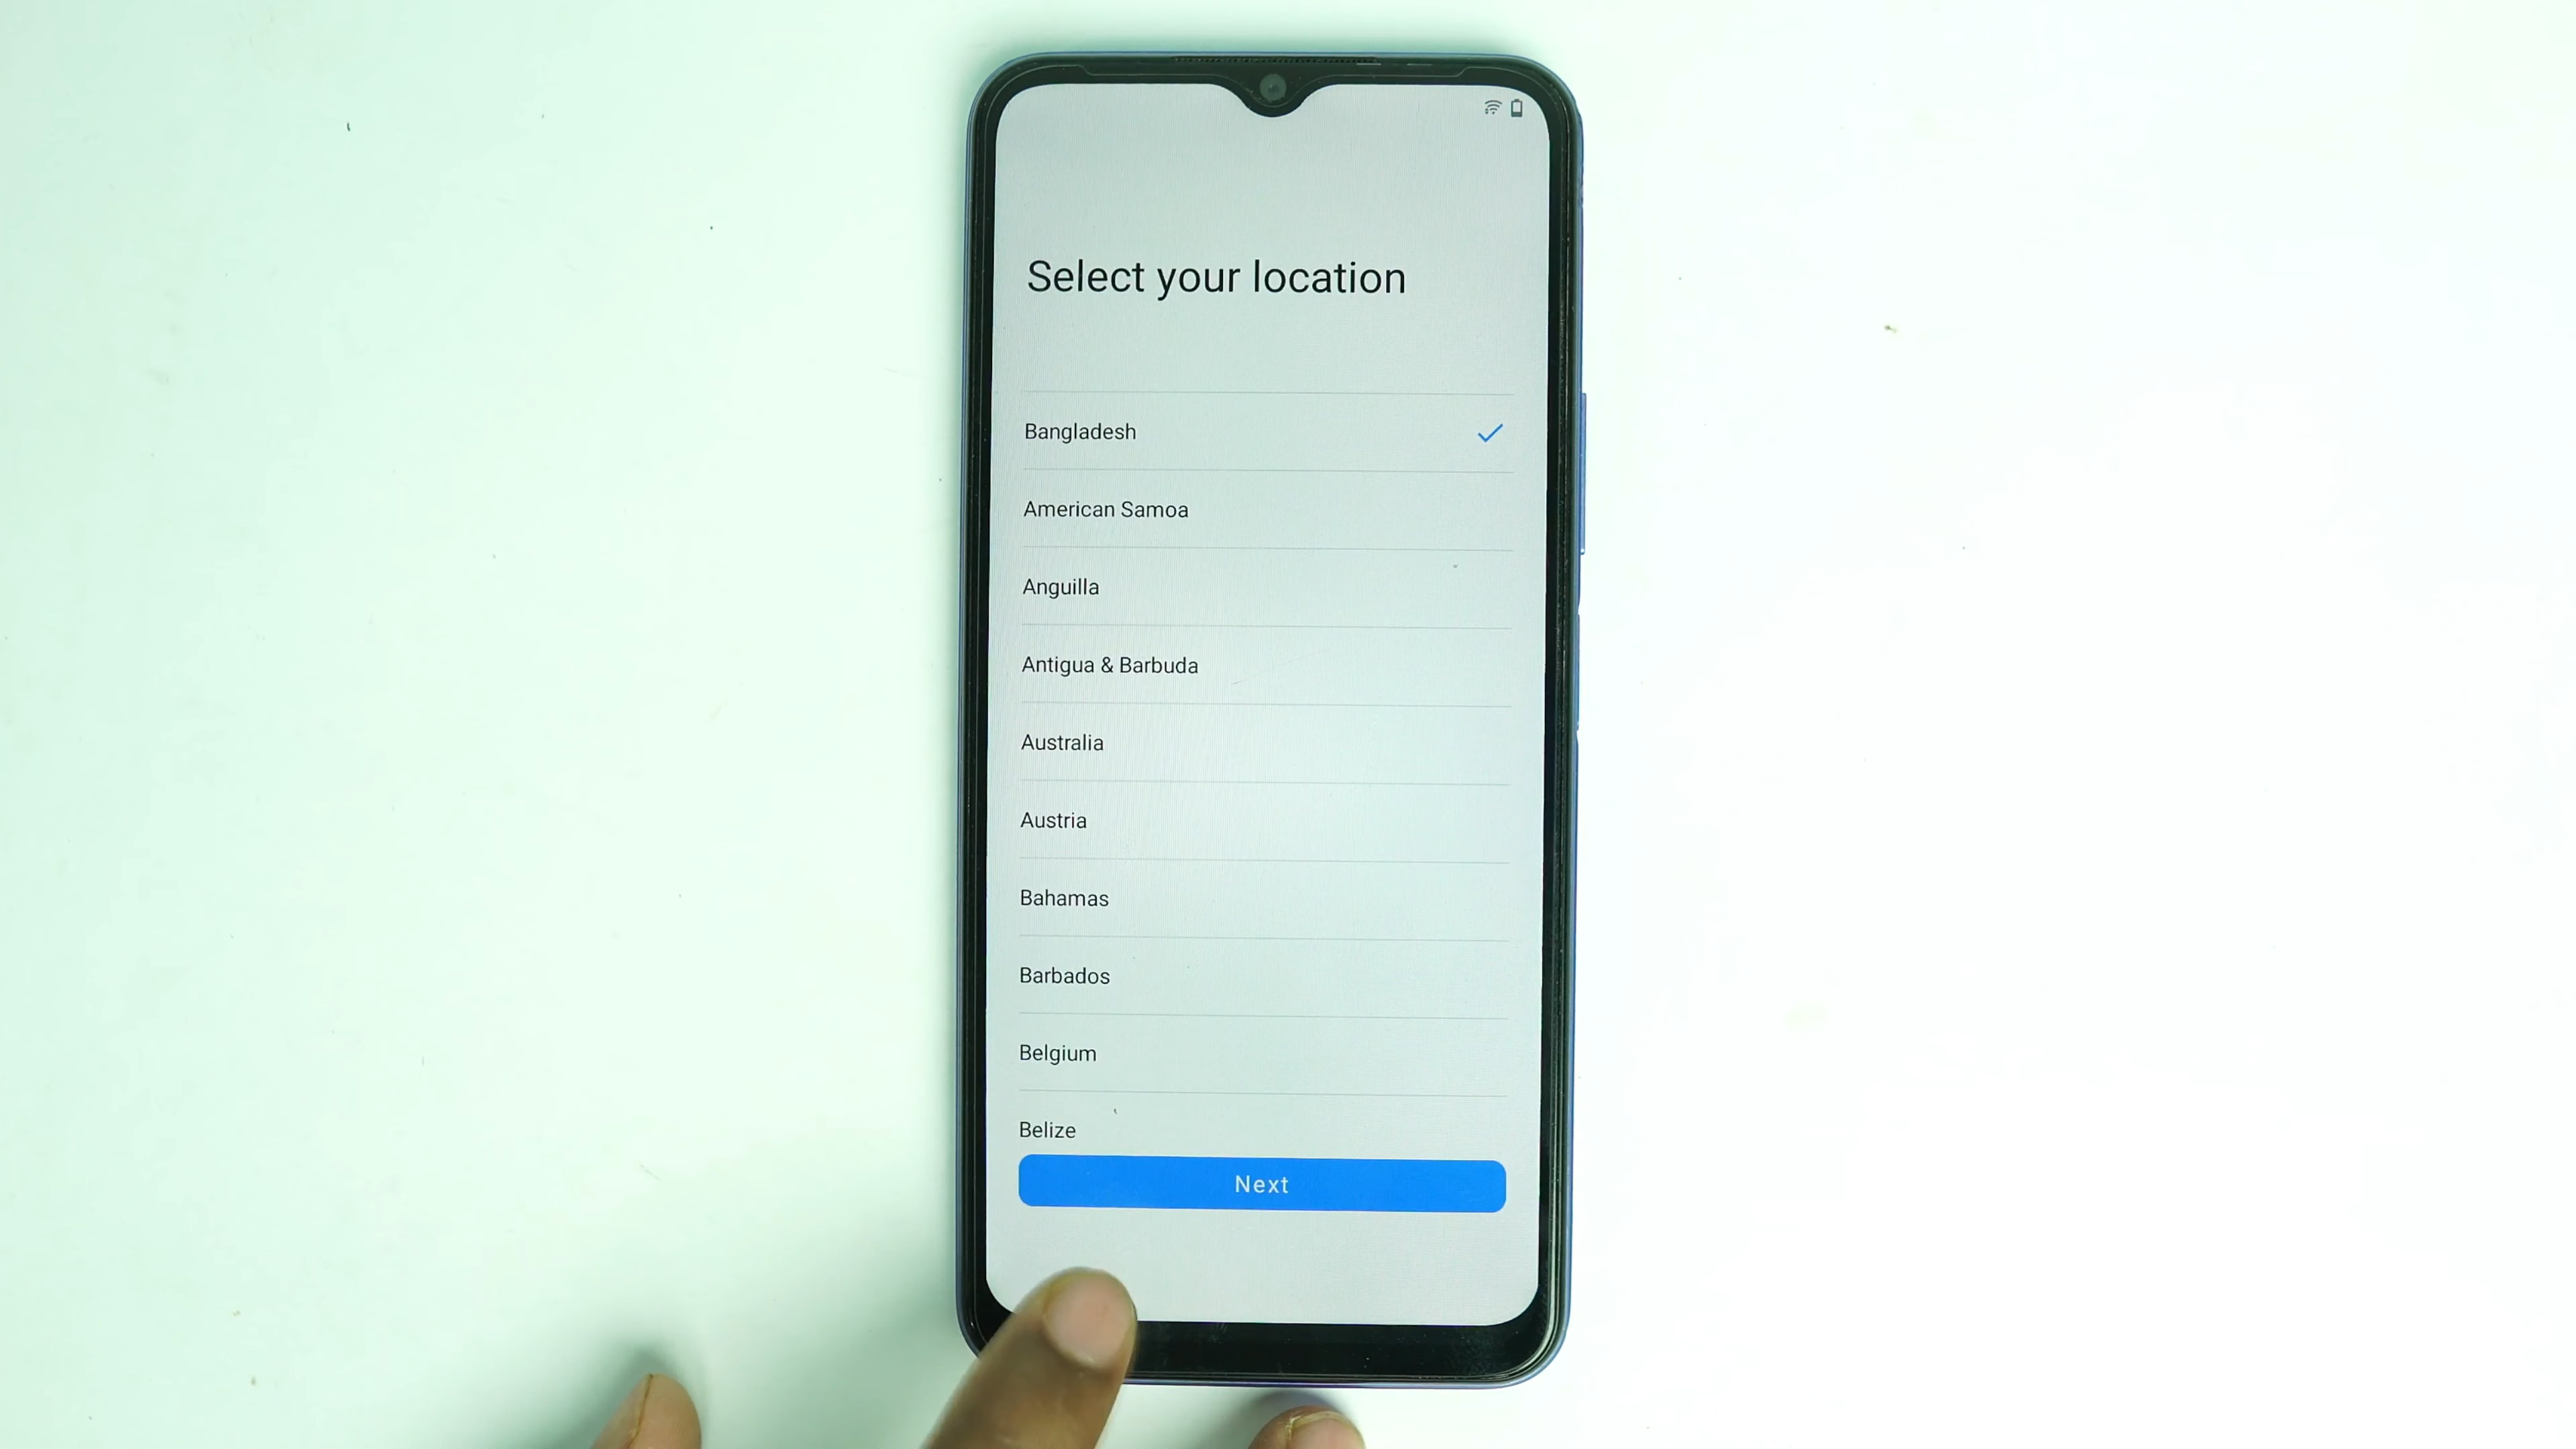 Select your location
Bangladesh
American Samoa
Anguilla
Antigua & Barbuda
Australia
Austria
Bahamas
Barbados
Belgium
Belize
Next